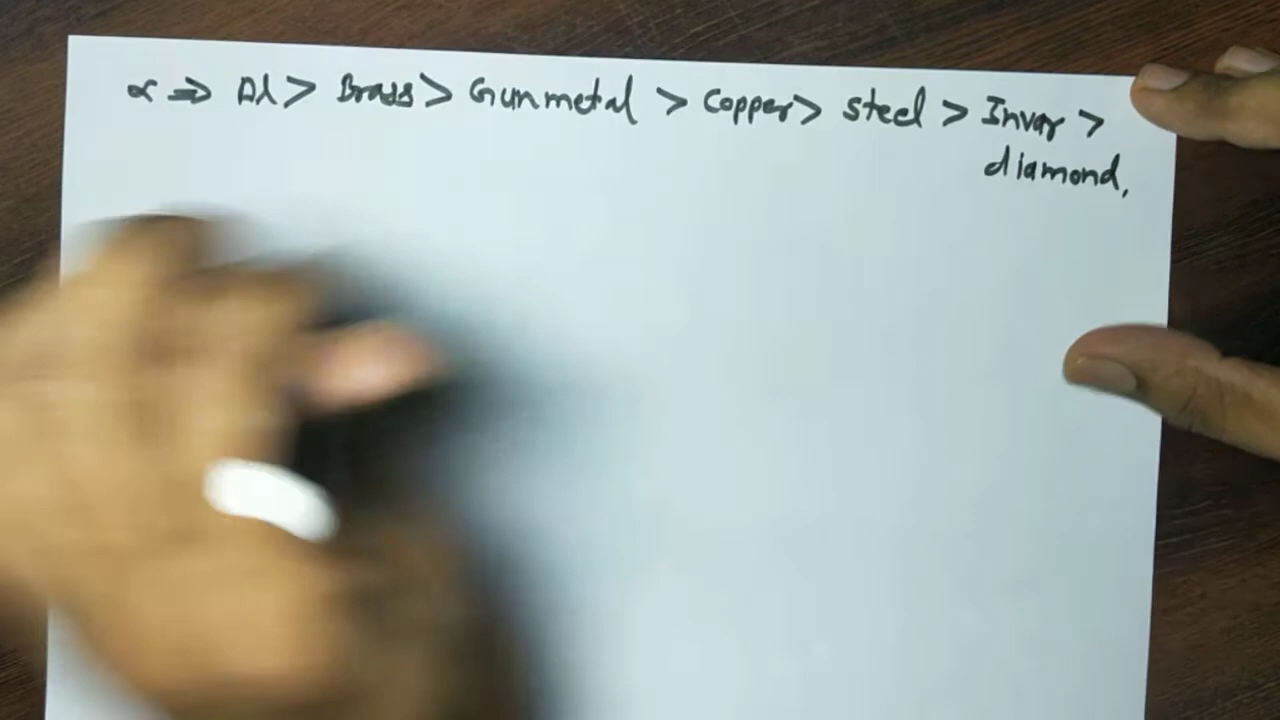 α ⇒ Al > Brass > Gunmetal > Copper > steel > Invar >
diamond,